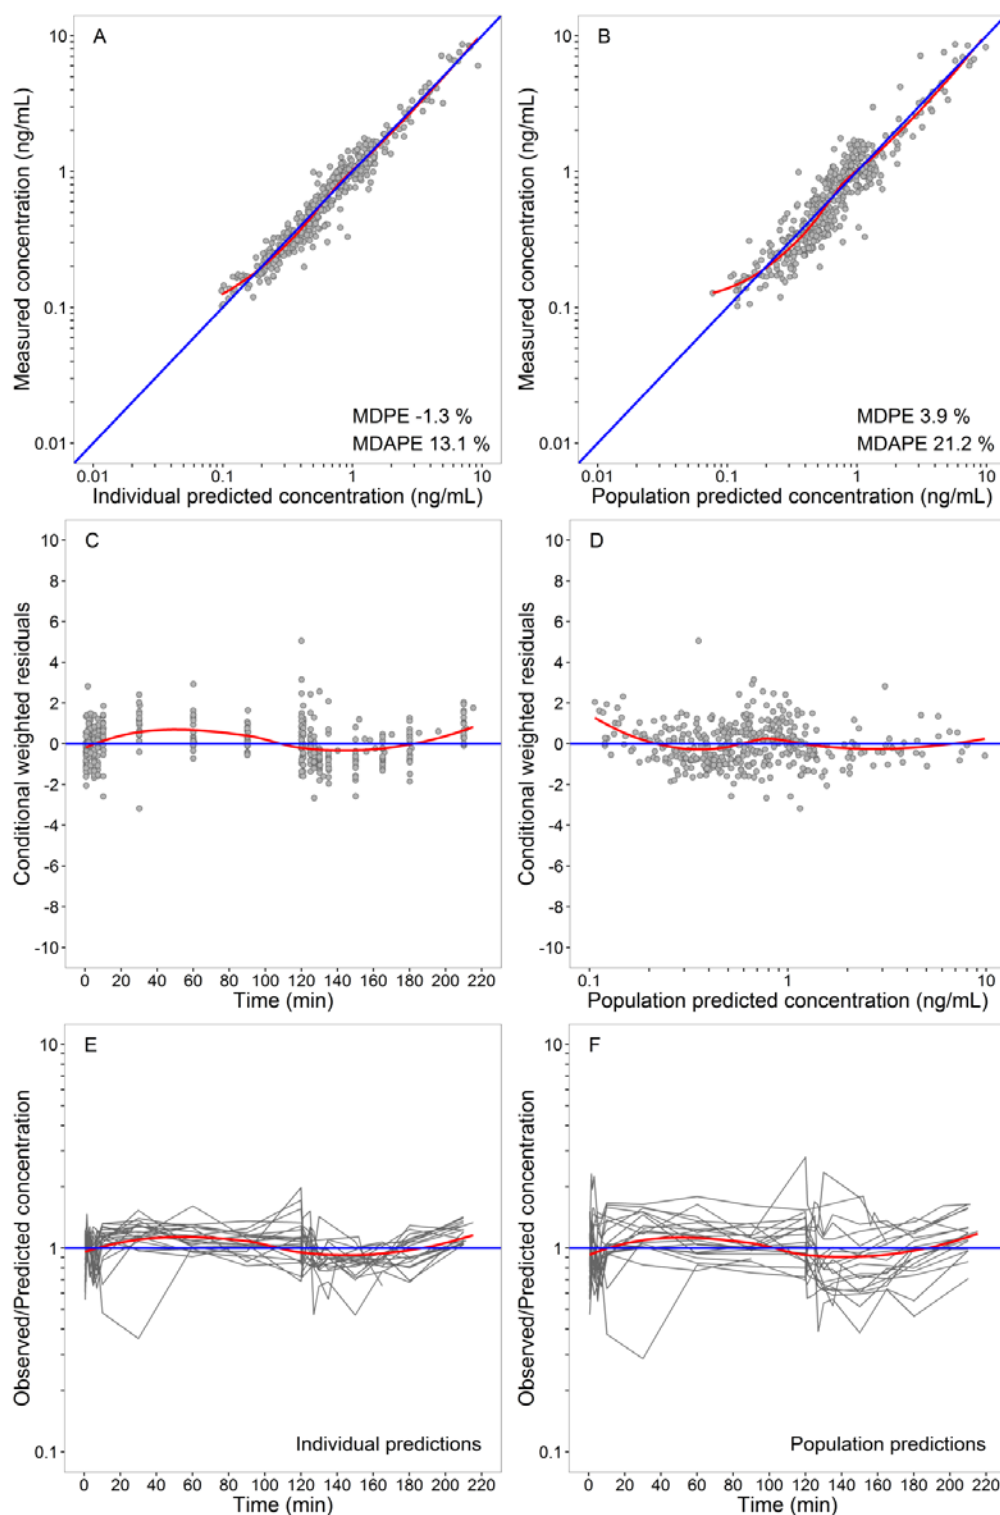 A
10
1
0.1
0.01
Measured concentration (ng/mL)
MDPE -1.3 %
MDAPE 13.1 %
0.01
0.1
1
10
Individual predicted concentration (ng/mL)
B
10
1
0.1
0.01
Measured concentration (ng/mL)
MDPE 3.9 %
MDAPE 21.2 %
0.01
0.1
1
10
Population predicted concentration (ng/mL)
C
10
8
6
4
2
0
-2
-4
-6
-8
-10
Conditional weighted residuals
0 20 40 60 80 100 120 140 160 180 200 220
Time (min)
D
10
8
6
4
2
0
-2
-4
-6
-8
-10
Conditional weighted residuals
0.1
1
10
Population predicted concentration (ng/mL)
E
10
1
0.1
Observed/Predicted concentration
Individual predictions
0 20 40 60 80 100 120 140 160 180 200 220
Time (min)
F
10
1
0.1
Observed/Predicted concentration
Population predictions
0 20 40 60 80 100 120 140 160 180 200 220
Time (min)